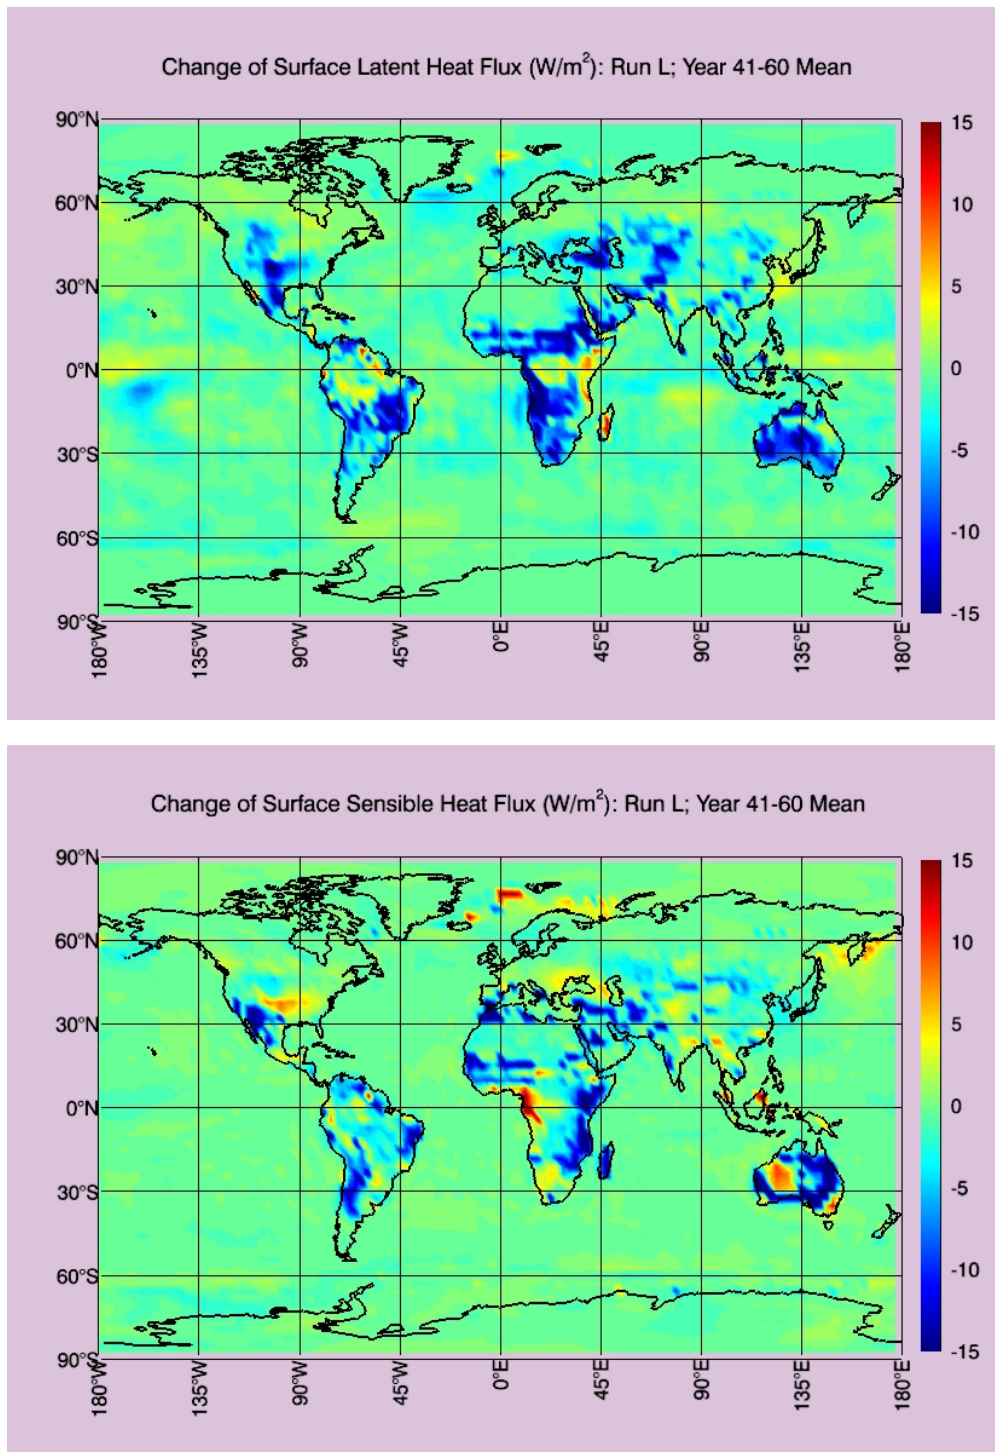 Change of Surface Latent Heat Flux (W/m²): Run L; Year 41-60 Mean
90°N
60°N
30°N
0°N
30°S
60°S
90°S
180°W
135°W
90°W
45°W
0°E
45°E
90°E
135°E
180°E
15
10
5
0
-5
-10
-15
Change of Surface Sensible Heat Flux (W/m²): Run L; Year 41-60 Mean
90°N
60°N
30°N
0°N
30°S
60°S
90°S
180°W
135°W
90°W
45°W
0°E
45°E
90°E
135°E
180°E
15
10
5
0
-5
-10
-15